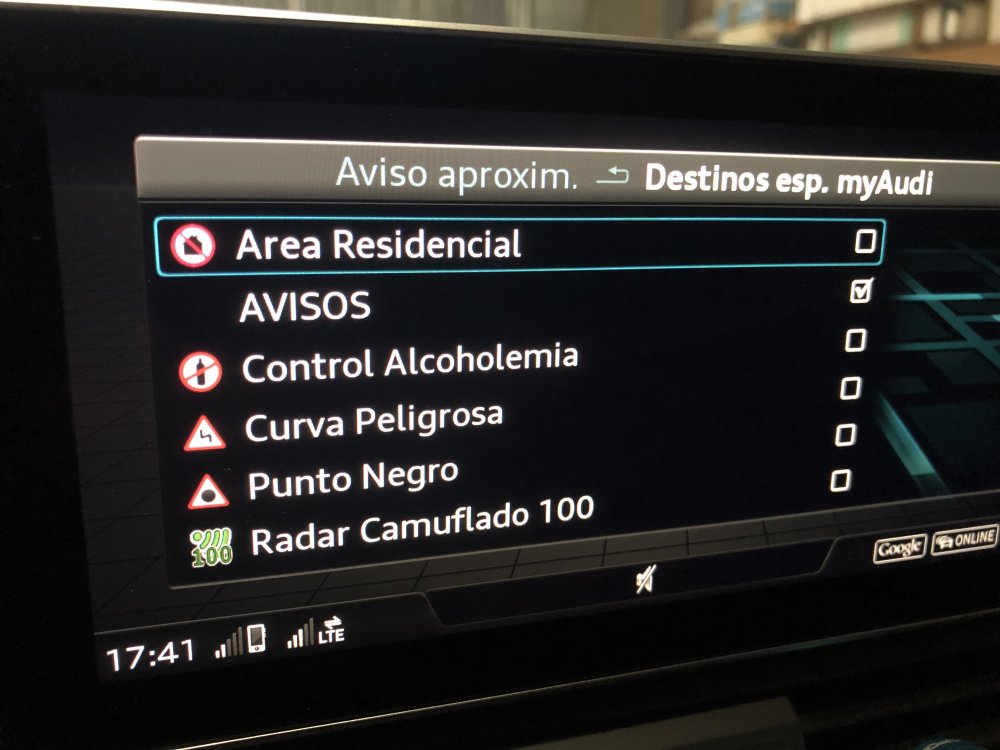 Aviso aproxim. Destinos esp. myAudi
Area Residencial
AVISOS
Control Alcoholemia
Curva Peligrosa
Punto Negro
100 Radar Camuflado 100
Google ONLINE
17:41 LTE